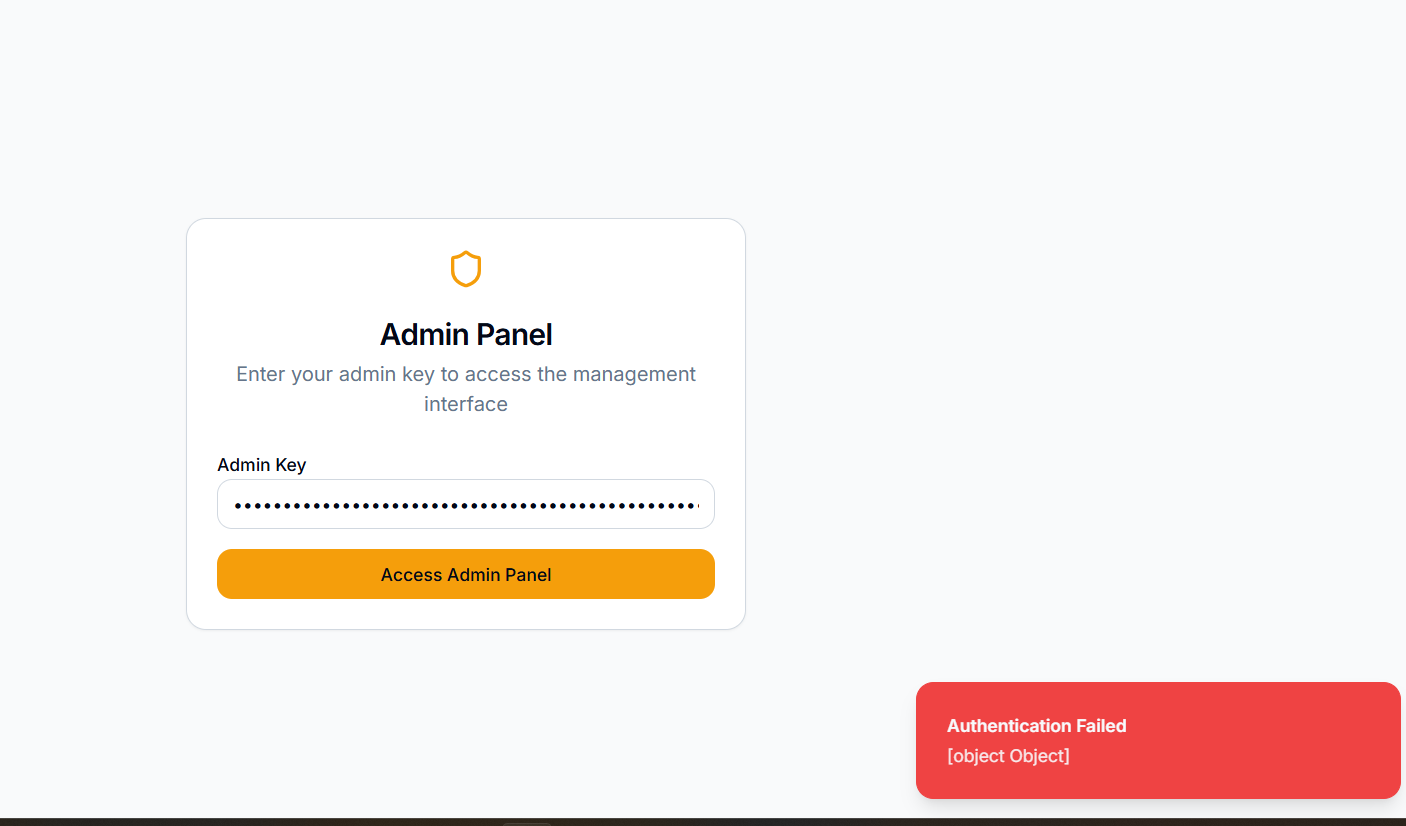 Admin Panel
Enter your admin key to access the management
interface
Admin Key
Access Admin Panel
Authentication Failed
[object Object]